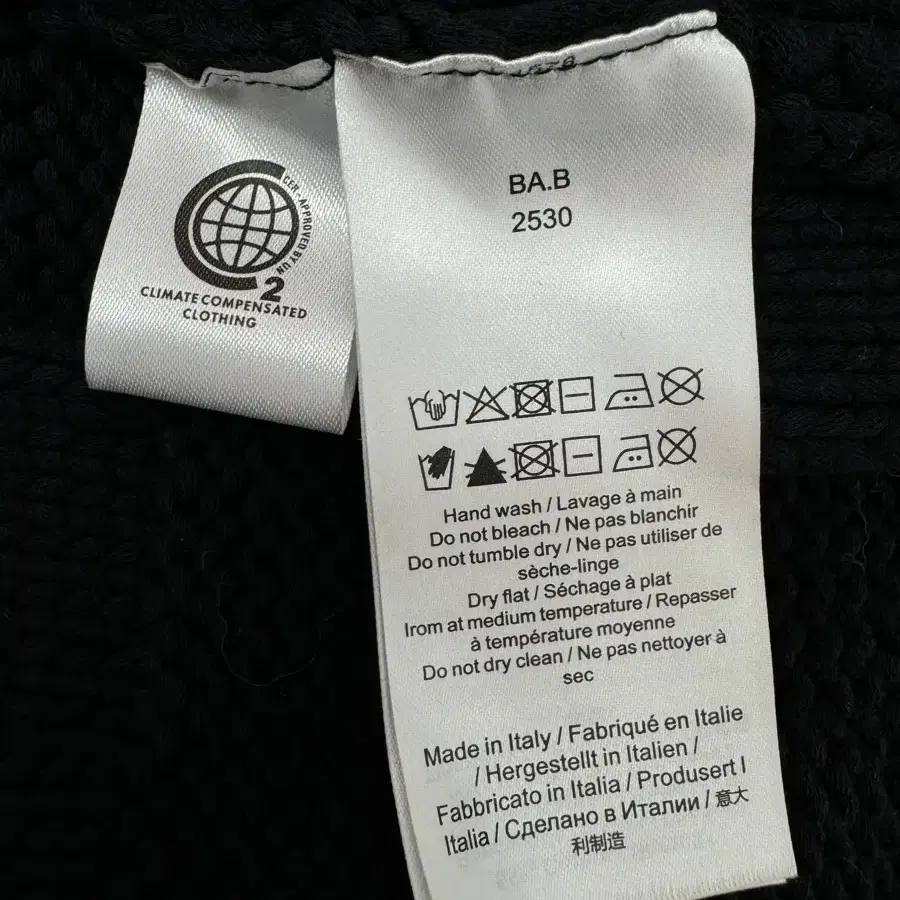 CER - APPROVED BY UN
2
CLIMATE COMPENSATED
CLOTHING
BA.B
2530
Hand wash / Lavage à main
Do not bleach / Ne pas blanchir
Do not tumble dry / Ne pas utiliser de
sèche-linge
Dry flat / Séchage à plat
Irom at medium temperature / Repasser
à température moyenne
Do not dry clean / Ne pas nettoyer à
sec
Made in Italy / Fabriqué en Italie
/ Hergestellt in Italien /
Fabbricato in Italia / Produsert I
Italia / Сделано в Италии / 意大
利制造